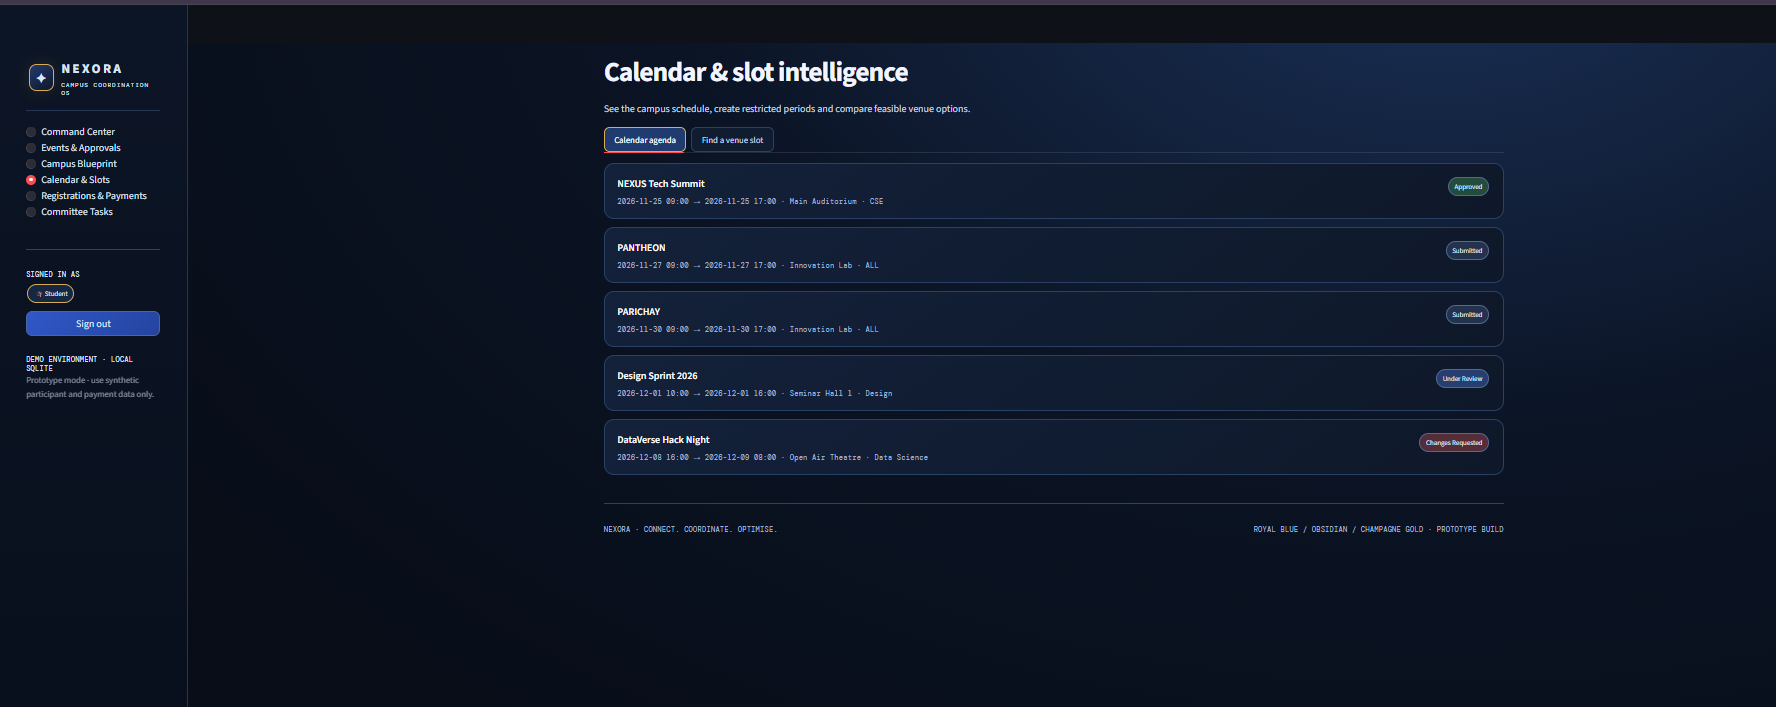 NEXORA
CAMPUS COORDINATION
OS
Command Center
Events & Approvals
Campus Blueprint
Calendar & Slots
Registrations & Payments
Committee Tasks
SIGNED IN AS
Student
Sign out
DEMO ENVIRONMENT · LOCAL
SQLITE
Prototype mode - use synthetic
participant and payment data only.
Calendar & slot intelligence
See the campus schedule, create restricted periods and compare feasible venue options.
Calendar agenda
Find a venue slot
NEXUS Tech Summit
Approved
2026-11-25 09:00 → 2026-11-25 17:00 · Main Auditorium · CSE
PANTHEON
Submitted
2026-11-27 09:00 → 2026-11-27 17:00 · Innovation Lab · ALL
PARICHAY
Submitted
2026-11-30 09:00 → 2026-11-30 17:00 · Innovation Lab · ALL
Design Sprint 2026
Under Review
2026-12-01 10:00 → 2026-12-01 16:00 · Seminar Hall 1 · Design
DataVerse Hack Night
Changes Requested
2026-12-08 16:00 → 2026-12-09 08:00 · Open Air Theatre · Data Science
NEXORA · CONNECT. COORDINATE. OPTIMISE.
ROYAL BLUE / OBSIDIAN / CHAMPAGNE GOLD · PROTOTYPE BUILD